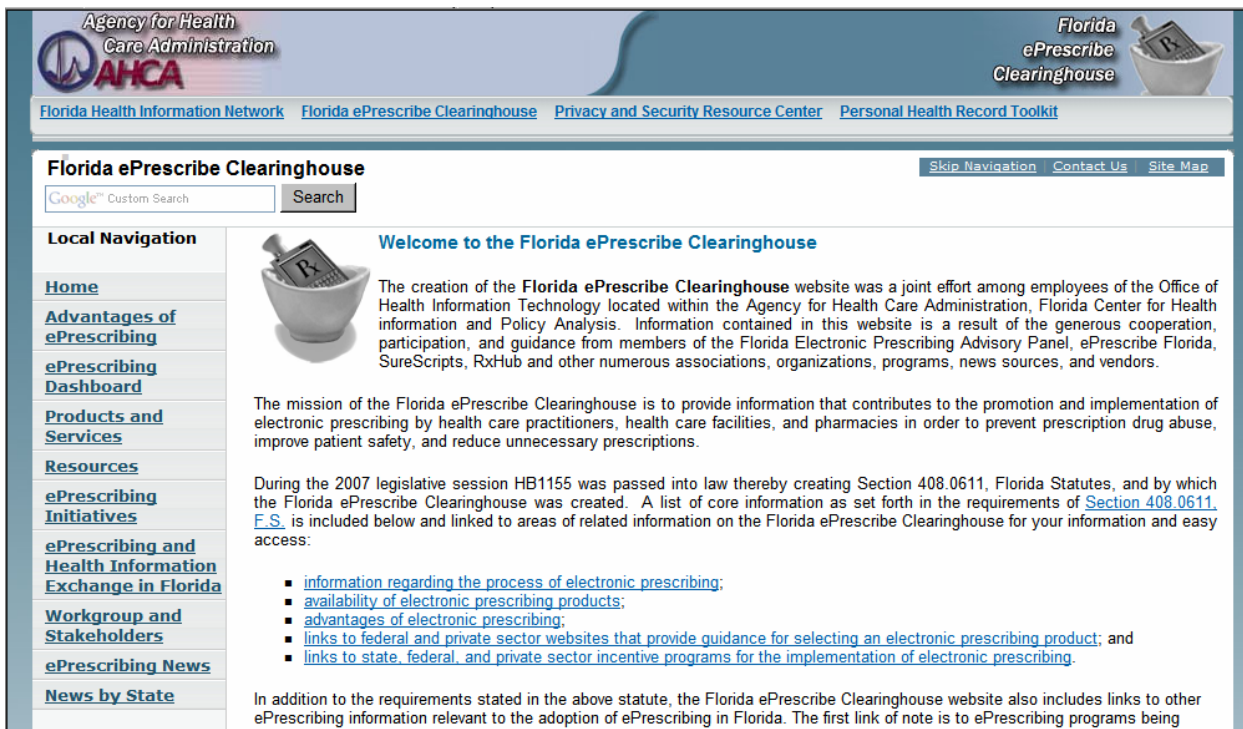 Agency for Health
Care Administration
AHCA
Florida
ePrescribe
Clearinghouse
Rx
Florida Health Information Network Florida ePrescribe Clearinghouse Privacy and Security Resource Center Personal Health Record Toolkit
Florida ePrescribe Clearinghouse
Skip Navigation Contact Us Site Map
Google™ Custom Search Search
Local Navigation
Home
Advantages of
ePrescribing
ePrescribing
Dashboard
Products and
Services
Resources
ePrescribing
Initiatives
ePrescribing and
Health Information
Exchange in Florida
Workgroup and
Stakeholders
ePrescribing News
News by State
Rx
Welcome to the Florida ePrescribe Clearinghouse
The creation of the Florida ePrescribe Clearinghouse website was a joint effort among employees of the Office of
Health Information Technology located within the Agency for Health Care Administration, Florida Center for Health
information and Policy Analysis. Information contained in this website is a result of the generous cooperation,
participation, and guidance from members of the Florida Electronic Prescribing Advisory Panel, ePrescribe Florida,
SureScripts, RxHub and other numerous associations, organizations, programs, news sources, and vendors.
The mission of the Florida ePrescribe Clearinghouse is to provide information that contributes to the promotion and implementation of
electronic prescribing by health care practitioners, health care facilities, and pharmacies in order to prevent prescription drug abuse,
improve patient safety, and reduce unnecessary prescriptions.
During the 2007 legislative session HB1155 was passed into law thereby creating Section 408.0611, Florida Statutes, and by which
the Florida ePrescribe Clearinghouse was created. A list of core information as set forth in the requirements of Section 408.0611,
F.S. is included below and linked to areas of related information on the Florida ePrescribe Clearinghouse for your information and easy
access:
▪ information regarding the process of electronic prescribing;
▪ availability of electronic prescribing products;
▪ advantages of electronic prescribing;
▪ links to federal and private sector websites that provide guidance for selecting an electronic prescribing product; and
▪ links to state, federal, and private sector incentive programs for the implementation of electronic prescribing.
In addition to the requirements stated in the above statute, the Florida ePrescribe Clearinghouse website also includes links to other
ePrescribing information relevant to the adoption of ePrescribing in Florida. The first link of note is to ePrescribing programs being